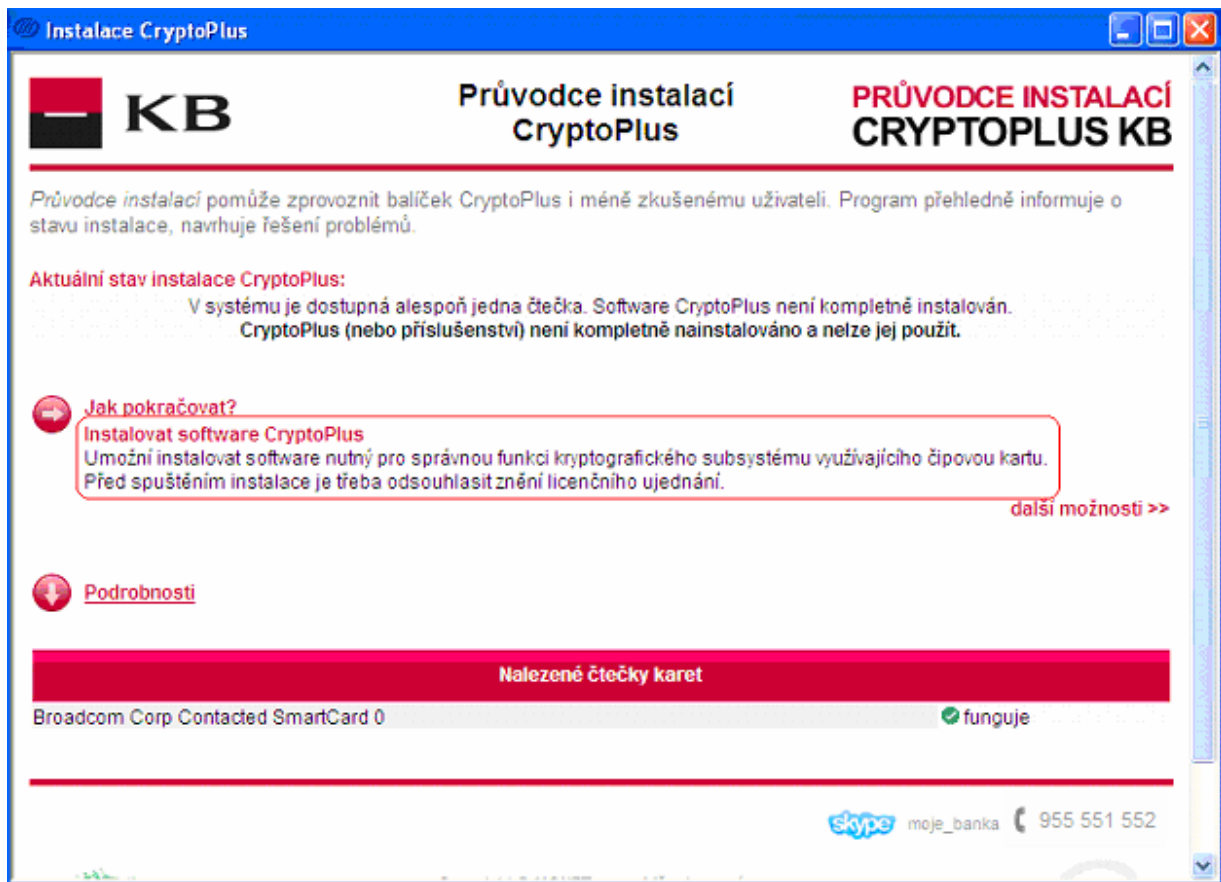 Instalace CryptoPlus
KB
Průvodce instalací
CryptoPlus
PRŮVODCE INSTALACÍ
CRYPTOPLUS KB
Průvodce instalací pomůže zprovoznit balíček CryptoPlus i méně zkušenému uživateli. Program přehledně informuje o
stavu instalace, navrhuje řešení problémů.
Aktuální stav instalace CryptoPlus:
V systému je dostupná alespoň jedna čtečka. Software CryptoPlus není kompletně instalován.
CryptoPlus (nebo příslušenství) není kompletně nainstalováno a nelze jej použít.
Jak pokračovat?
Instalovat software CryptoPlus
Umožní instalovat software nutný pro správnou funkci kryptografického subsystému využívajícího čipovou kartu.
Před spuštěním instalace je třeba odsouhlasit znění licenčního ujednání.
další možnosti >>
Podrobnosti
Nalezené čtečky karet
Broadcom Corp Contacted SmartCard 0 funguje
skype moje_banka 955 551 552